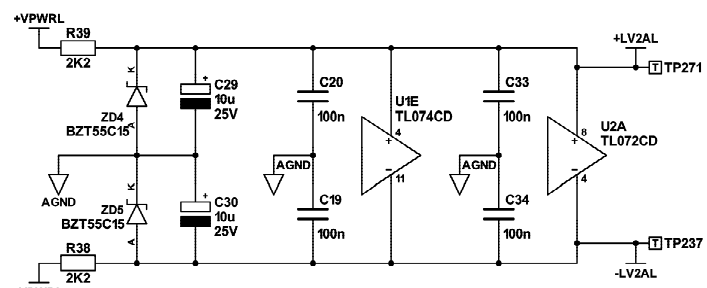 +VPWRL
R39
2K2
+LV2AL
T TP271
K
ZD4
BZT55C15
A
+
C29
10u
25V
C20
100n
U1E
TL074CD
4
+
-
11
C33
100n
U2A
TL072CD
8
+
-
4
AGND
AGND
AGND
K
ZD5
BZT55C15
A
+
C30
10u
25V
C19
100n
C34
100n
R38
2K2
T TP237
-LV2AL